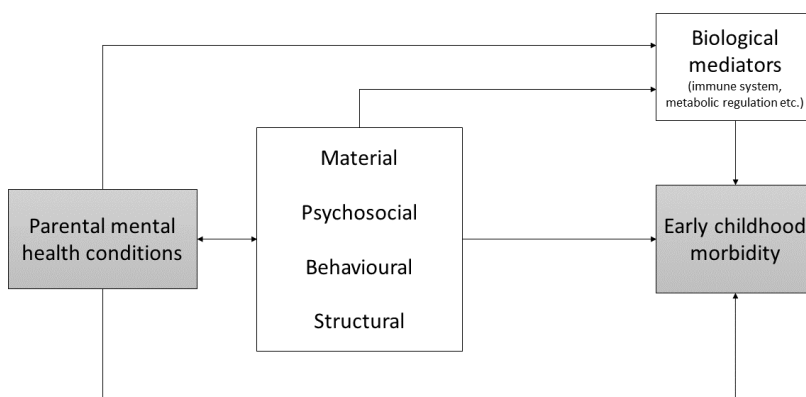 Biological
mediators
(immune system,
metabolic regulation etc.)
Material
Psychosocial
Behavioural
Structural
Parental mental
health conditions
Early childhood
morbidity